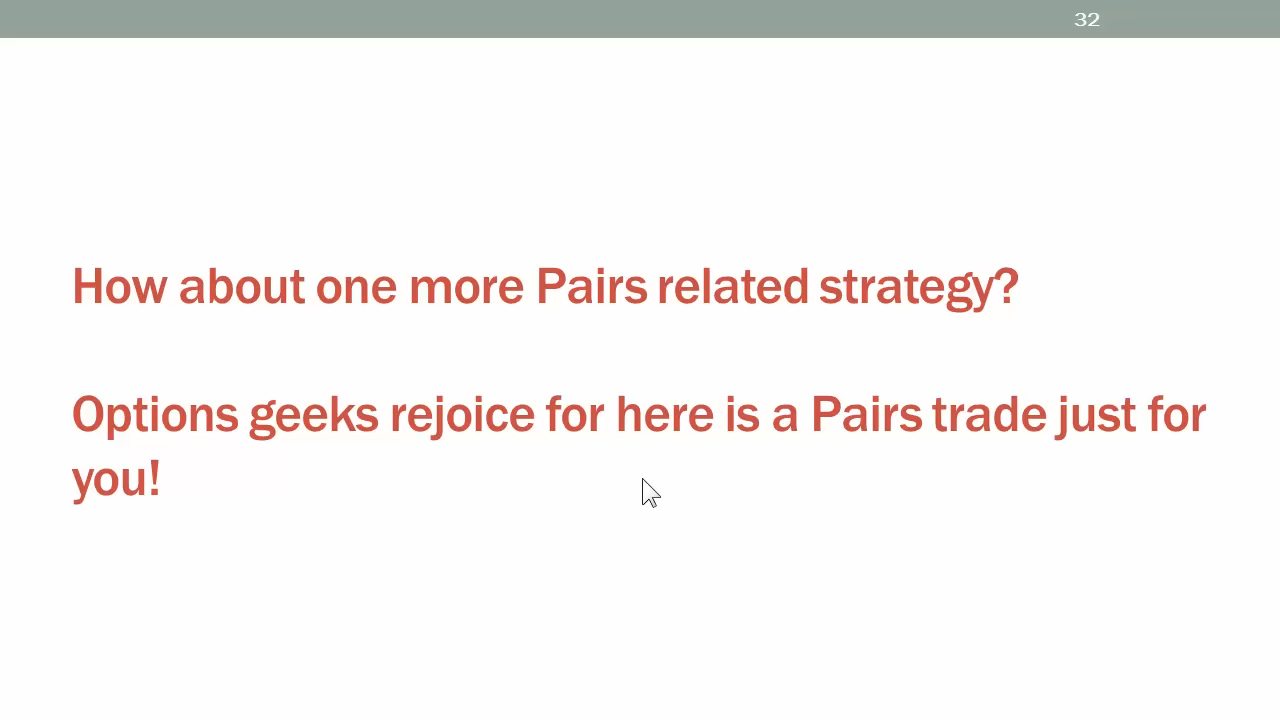 32
How about one more Pairs related strategy?
Options geeks rejoice for here is a Pairs trade just for
you!